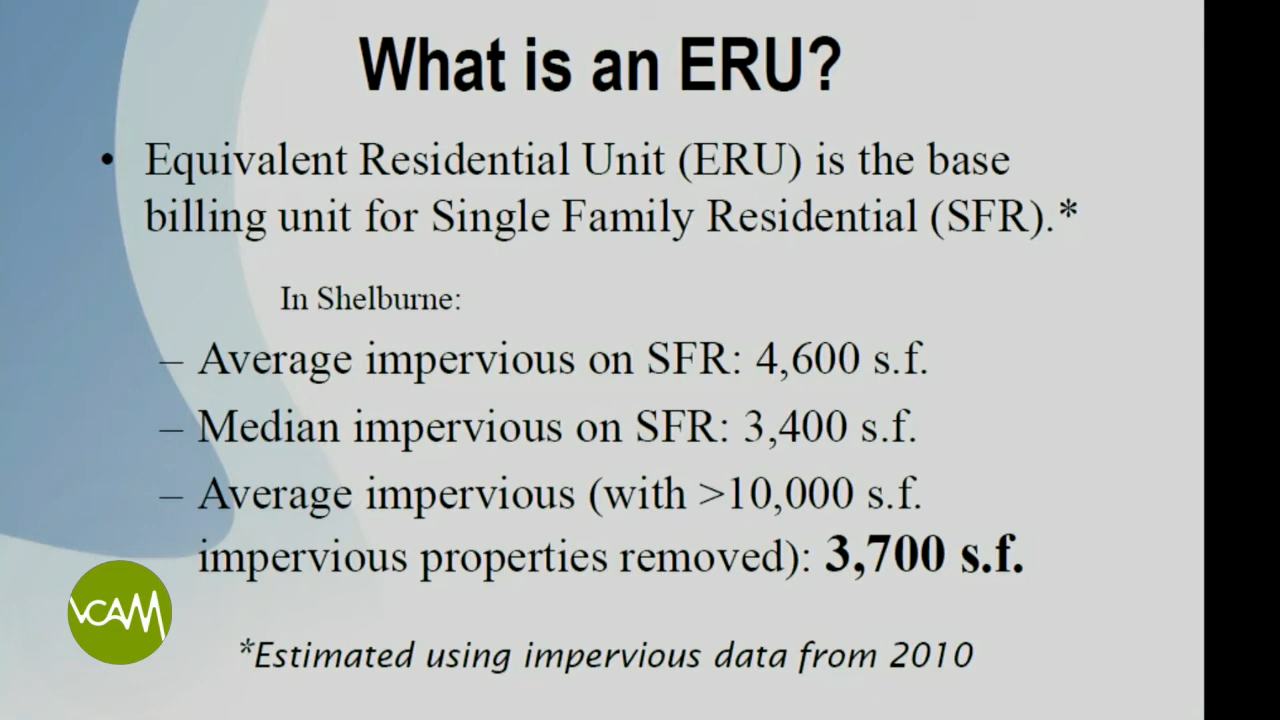 What is an ERU?
• Equivalent Residential Unit (ERU) is the base
billing unit for Single Family Residential (SFR).*
In Shelburne:
– Average impervious on SFR: 4,600 s.f.
– Median impervious on SFR: 3,400 s.f.
– Average impervious (with >10,000 s.f.
impervious properties removed): 3,700 s.f.
VCAM
*Estimated using impervious data from 2010